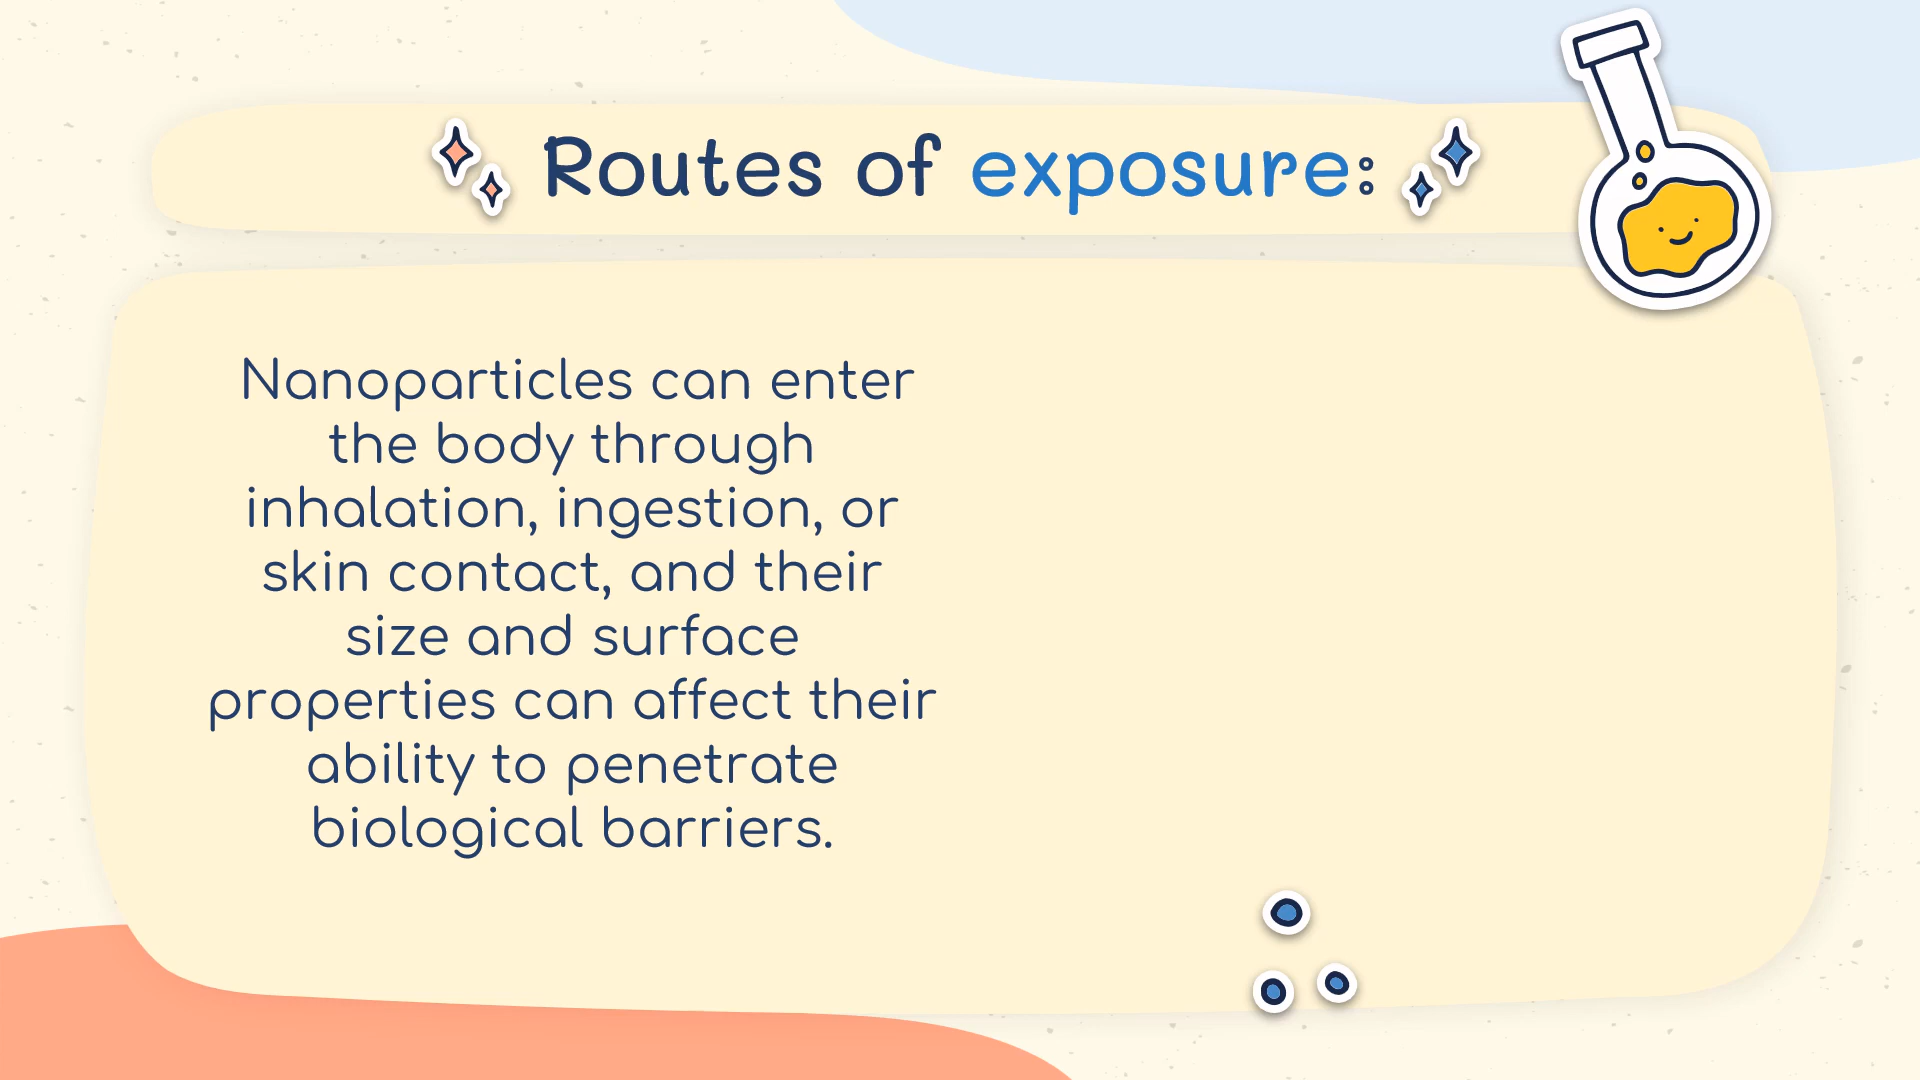 Routes of exposure:
Nanoparticles can enter
the body through
inhalation, ingestion, or
skin contact, and their
size and surface
properties can affect their
ability to penetrate
biological barriers.